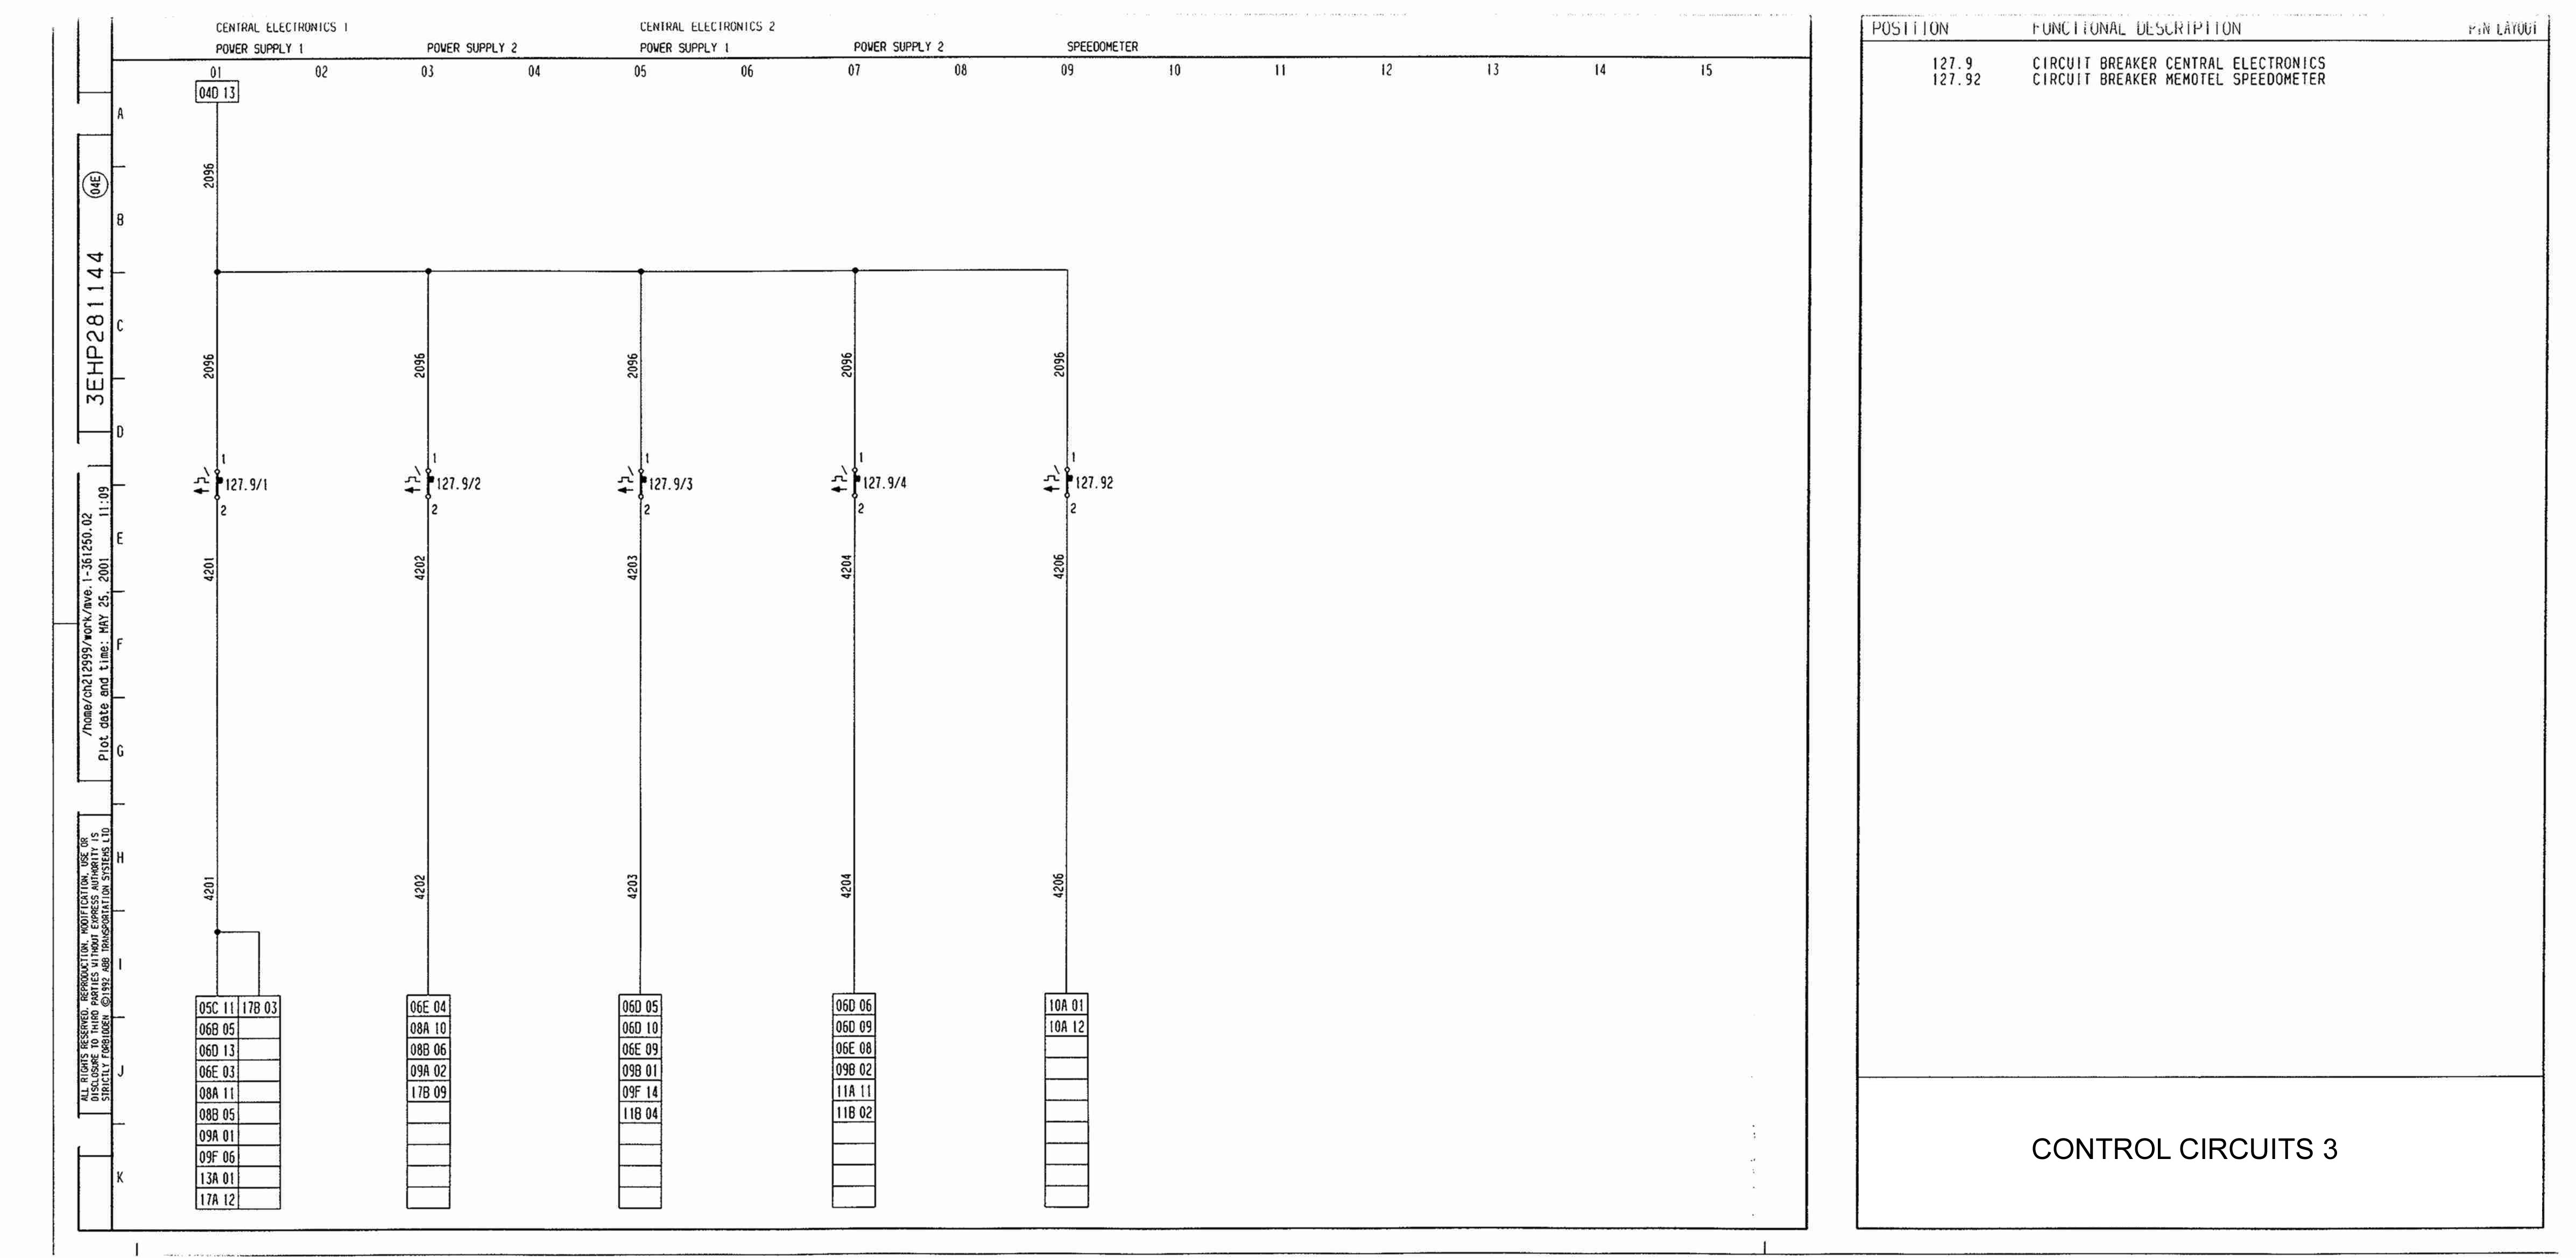 CENTRAL ELECTRONICS 1
CENTRAL ELECTRONICS 2
POWER SUPPLY 1
POWER SUPPLY 2
POWER SUPPLY 1
POWER SUPPLY 2
SPEEDOMETER
01 02 03 04 05 06 07 08 09 10 11 12 13 14 15
04D 13
A
B
C
D
E
F
G
H
I
J
K
2096
2096 2096 2096 2096 2096
1 1 1 1 1
127.9/1 127.9/2 127.9/3 127.9/4 127.92
2 2 2 2 2
4201 4202 4203 4204 4206
4201 4202 4203 4204 4206
05C 11 17B 03
06B 05
06D 13
06E 03
08A 11
08B 05
09A 01
09F 06
13A 01
17A 12
06E 04
08A 10
08B 06
09A 02
17B 09
06D 05
06D 10
06E 09
09B 01
09F 14
11B 04
06D 06
06D 09
06E 08
09B 02
11A 11
11B 02
10A 01
10A 12
04E
3EHP281144
/home/ch212999/work/mve.1-361250.02
Plot date and time: MAY 25, 2001 11:09
ALL RIGHTS RESERVED. REPRODUCTION, MODIFICATION, USE OR
DISCLOSURE TO THIRD PARTIES WITHOUT EXPRESS AUTHORITY IS
STRICTLY FORBIDDEN ©1992 ABB TRANSPORTATION SYSTEMS LTD
POSITION FUNCTIONAL DESCRIPTION PIN LAYOUT
127.9 CIRCUIT BREAKER CENTRAL ELECTRONICS
127.92 CIRCUIT BREAKER MEMOTEL SPEEDOMETER
CONTROL CIRCUITS 3